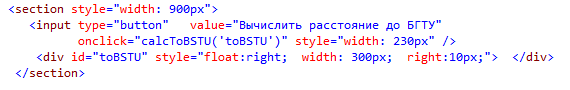 <section style="width: 900px">
<input type="button" value="Вычислить расстояние до БГТУ"
onclick="calcToBSTU('toBSTU')" style="width: 230px" />
<div id="toBSTU" style="float:right; width: 300px; right:10px;"> </div>
</section>